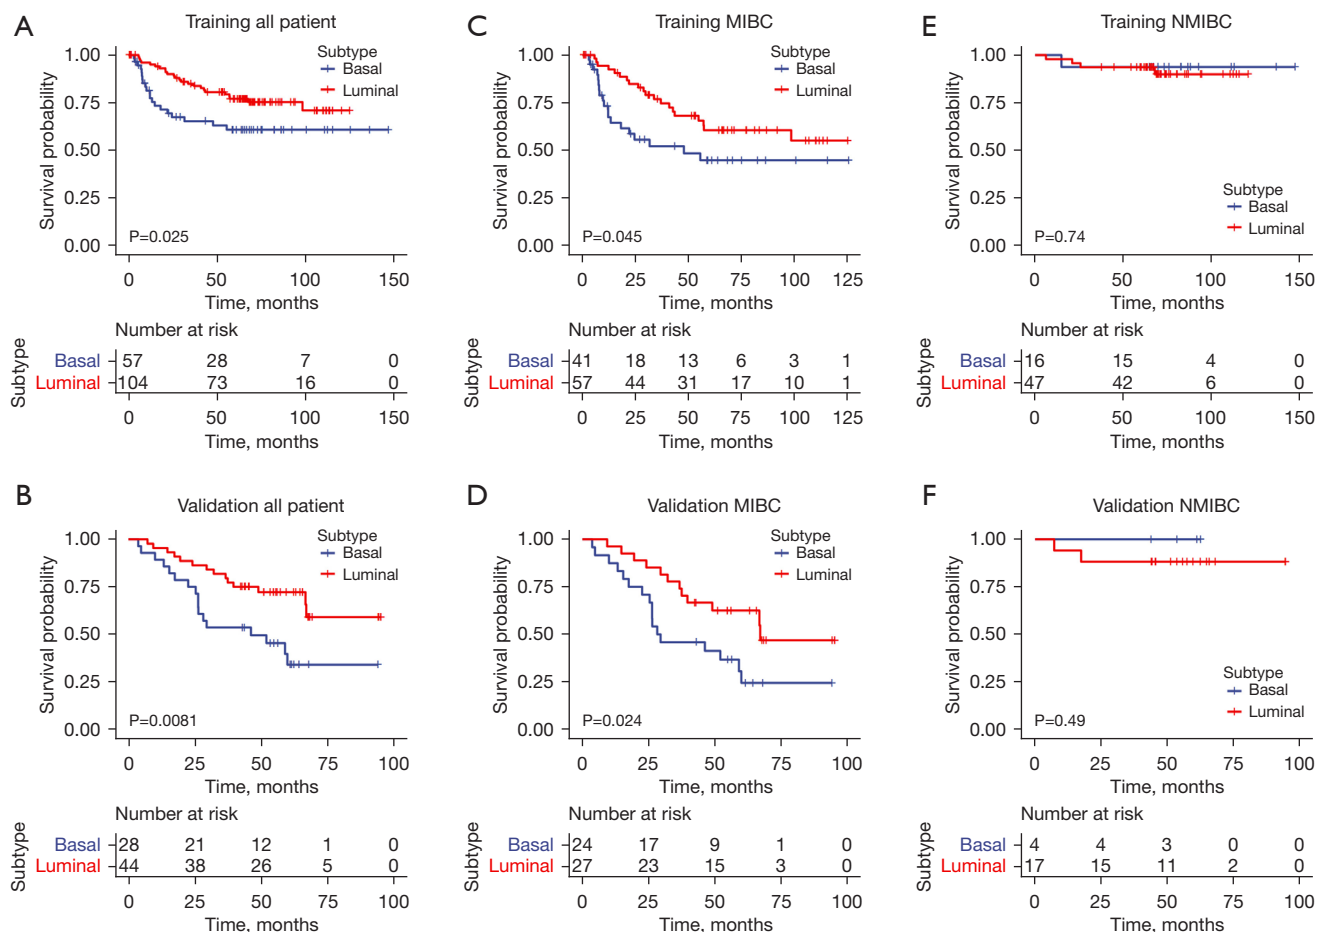 A
Training all patient
Survival probability
1.00
0.75
0.50
0.25
0.00
Subtype
Basal
Luminal
P=0.025
0 50 100 150
Time, months
Number at risk
Subtype
Basal 57 28 7 0
Luminal 104 73 16 0
0 50 100 150
Time, months
C
Training MIBC
Survival probability
1.00
0.75
0.50
0.25
0.00
Subtype
Basal
Luminal
P=0.045
0 25 50 75 100 125
Time, months
Number at risk
Subtype
Basal 41 18 13 6 3 1
Luminal 57 44 31 17 10 1
0 25 50 75 100 125
Time, months
E
Training NMIBC
Survival probability
1.00
0.75
0.50
0.25
0.00
Subtype
Basal
Luminal
P=0.74
0 50 100 150
Time, months
Number at risk
Subtype
Basal 16 15 4 0
Luminal 47 42 6 0
0 50 100 150
Time, months
B
Validation all patient
Survival probability
1.00
0.75
0.50
0.25
0.00
Subtype
Basal
Luminal
P=0.0081
0 25 50 75 100
Time, months
Number at risk
Subtype
Basal 28 21 12 1 0
Luminal 44 38 26 5 0
0 25 50 75 100
Time, months
D
Validation MIBC
Survival probability
1.00
0.75
0.50
0.25
0.00
Subtype
Basal
Luminal
P=0.024
0 25 50 75 100
Time, months
Number at risk
Subtype
Basal 24 17 9 1 0
Luminal 27 23 15 3 0
0 25 50 75 100
Time, months
F
Validation NMIBC
Survival probability
1.00
0.75
0.50
0.25
0.00
Subtype
Basal
Luminal
P=0.49
0 25 50 75 100
Time, months
Number at risk
Subtype
Basal 4 4 3 0 0
Luminal 17 15 11 2 0
0 25 50 75 100
Time, months